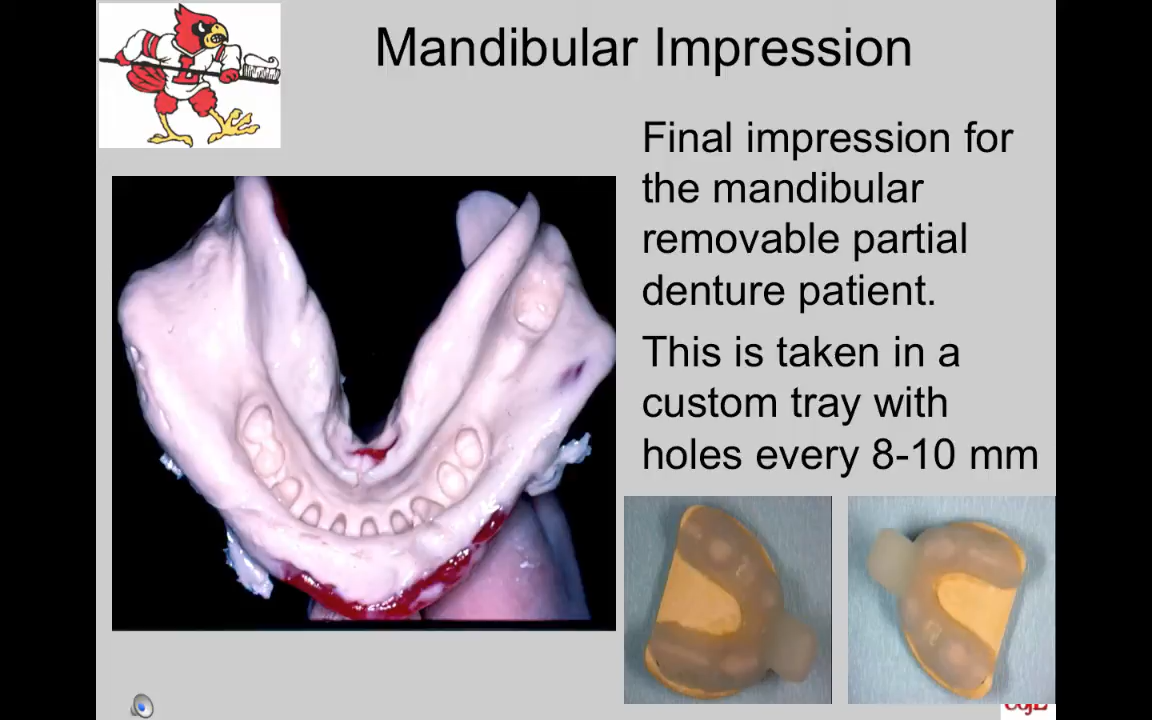 Mandibular Impression
Final impression for
the mandibular
removable partial
denture patient.
This is taken in a
custom tray with
holes every 8-10 mm